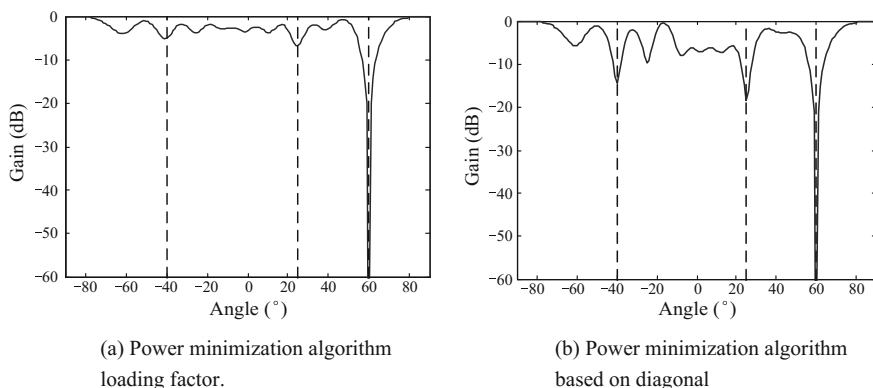 0
−10
−20
−30
−40
−50
−60
Gain (dB)
−80 −60 −40 −20 0 20 40 60 80
Angle (°)
(a) Power minimization algorithm
loading factor.
0
−10
−20
−30
−40
−50
−60
Gain (dB)
−80 −60 −40 −20 0 20 40 60 80
Angle (°)
(b) Power minimization algorithm
based on diagonal